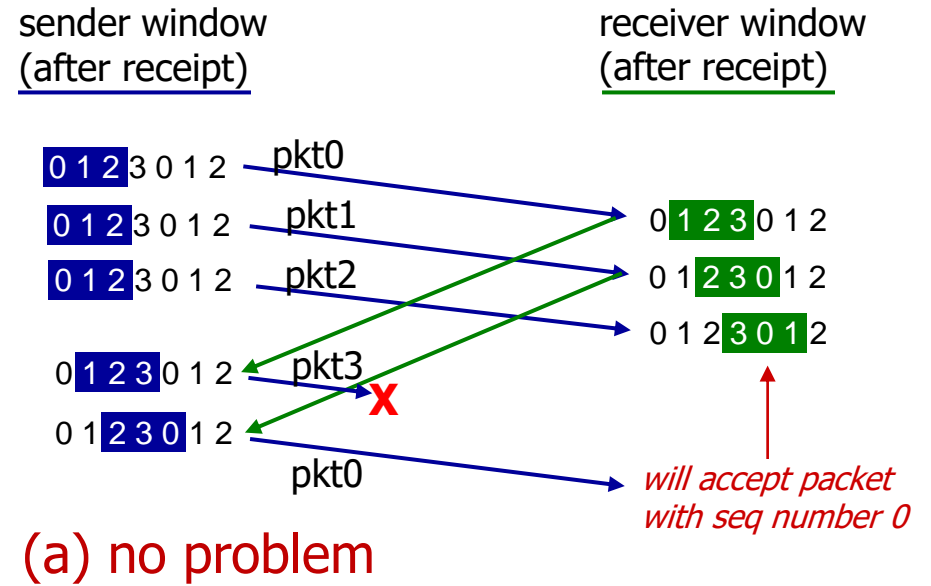 sender window
(after receipt)
receiver window
(after receipt)
0 1 2 3 0 1 2
pkt0
0 1 2 3 0 1 2
pkt1
0 1 2 3 0 1 2
0 1 2 3 0 1 2
pkt2
0 1 2 3 0 1 2
0 1 2 3 0 1 2
0 1 2 3 0 1 2
pkt3
X
0 1 2 3 0 1 2
pkt0
will accept packet
with seq number 0
(a) no problem